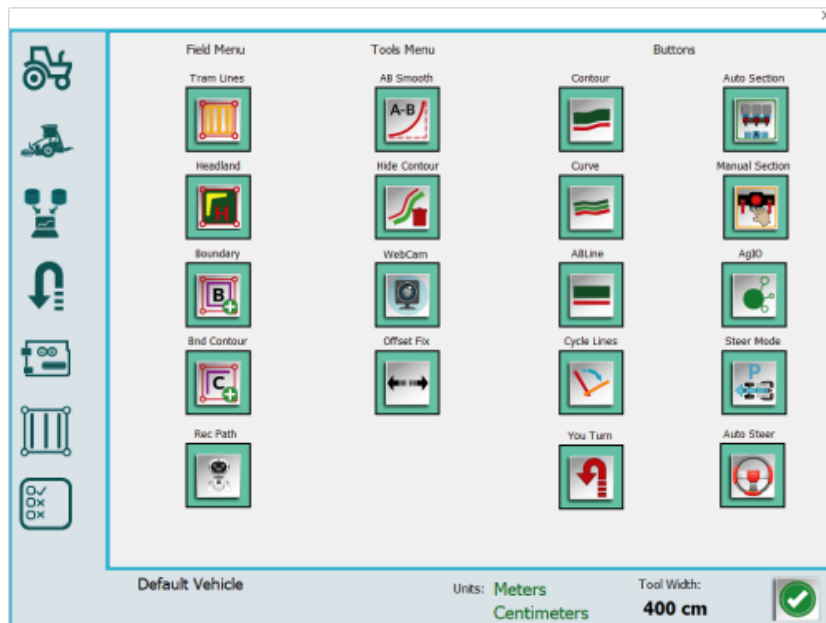 Field Menu
Tools Menu
Buttons
Tram Lines
AB Smooth
Contour
Auto Section
A-B
Headland
Hide Contour
Curve
Manual Section
H
Boundary
WebCam
ABLine
AgIO
B
Bnd Contour
Offset Fix
Cycle Lines
Steer Mode
C
P
Rec Path
You Turn
Auto Steer
Default Vehicle
Units:
Meters
Centimeters
Tool Width:
400 cm